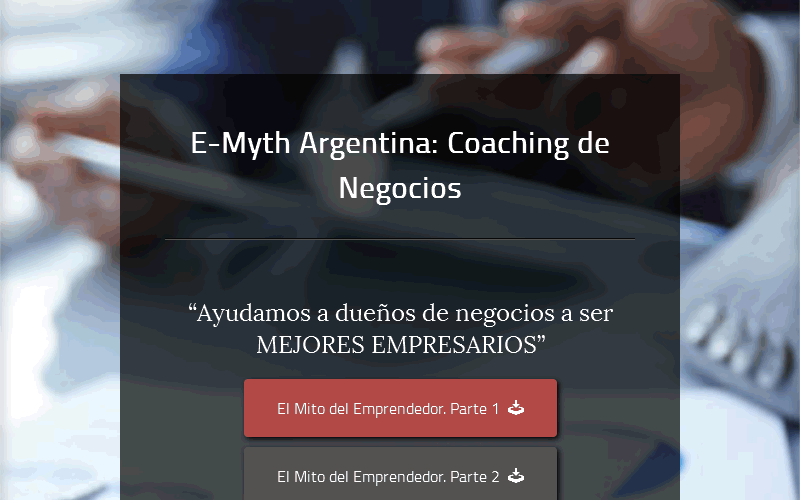 E-Myth Argentina: Coaching de
Negocios
“Ayudamos a dueños de negocios a ser
MEJORES EMPRESARIOS”
El Mito del Emprendedor. Parte 1
El Mito del Emprendedor. Parte 2